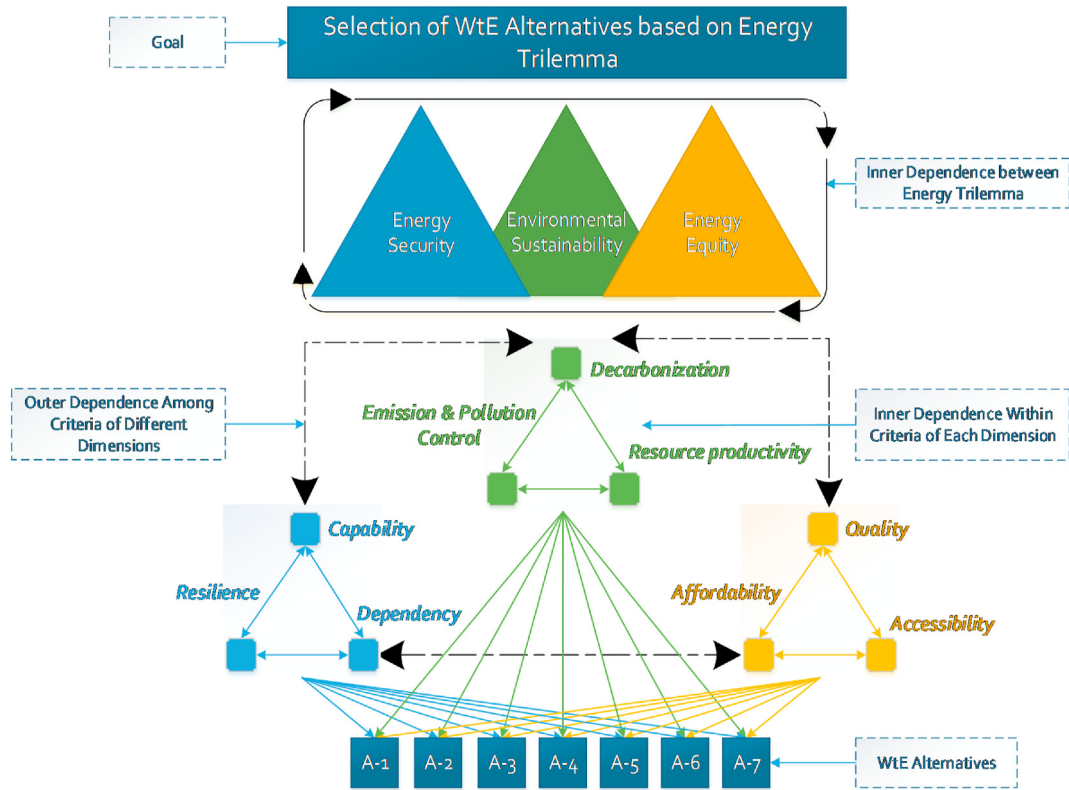 Goal
Selection of WtE Alternatives based on Energy
Trilemma
Energy
Security
Environmental
Sustainability
Energy
Equity
Inner Dependence between
Energy Trilemma
Decarbonization
Emission & Pollution
Control
Resource productivity
Outer Dependence Among
Criteria of Different
Dimensions
Inner Dependence Within
Criteria of Each Dimension
Capability
Resilience
Dependency
Quality
Affordability
Accessibility
A-1
A-2
A-3
A-4
A-5
A-6
A-7
WtE Alternatives